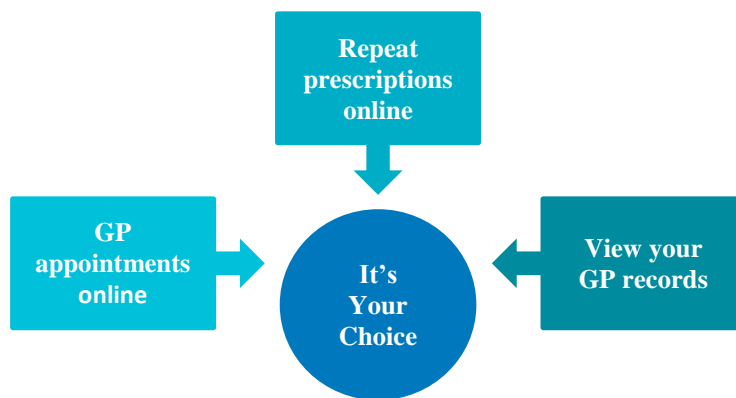 Repeat
prescriptions
online
GP
appointments
online
It's
Your
Choice
View your
GP records